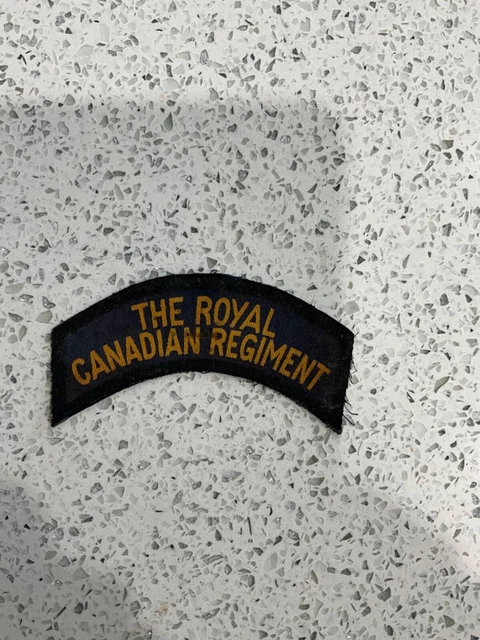 THE ROYAL
CANADIAN REGIMENT